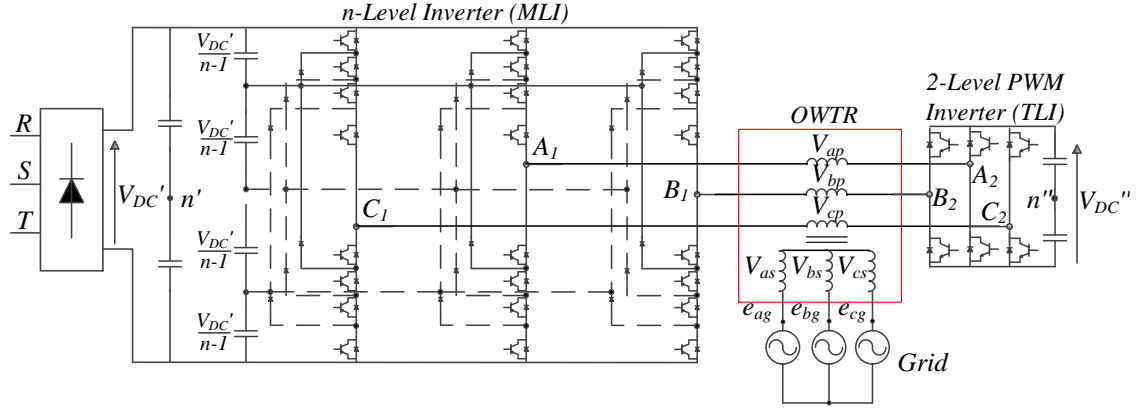 n-Level Inverter (MLI)
V_DC'
n-1
V_DC'
n-1
V_DC'
n-1
V_DC'
n-1
R
S
T
V_DC'
n'
A_1
B_1
C_1
OWTR
V_ap
V_bp
V_cp
V_as
V_bs
V_cs
e_ag
e_bg
e_cg
Grid
2-Level PWM
Inverter (TLI)
A_2
B_2
C_2
n''
V_DC''